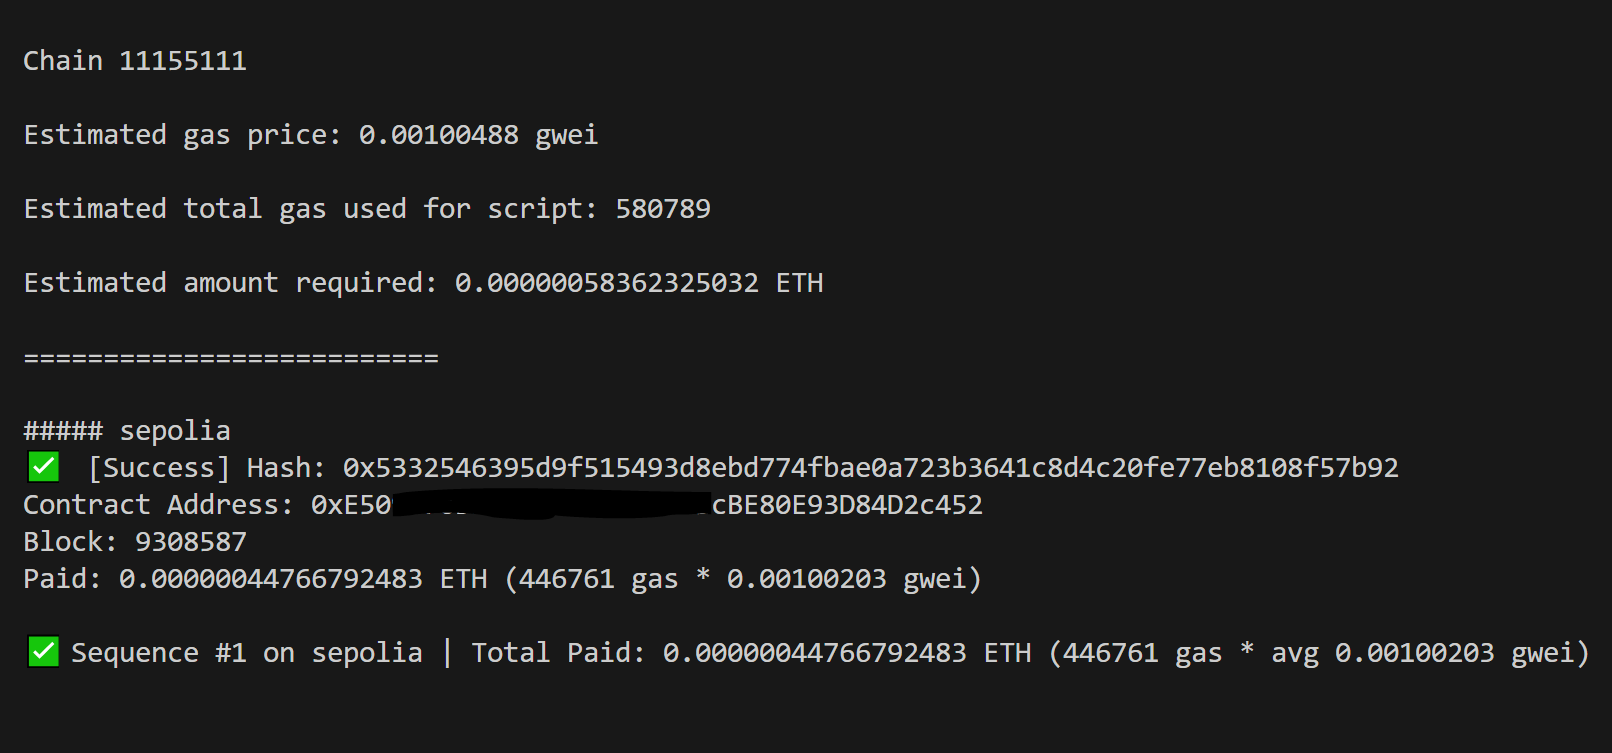 Chain 11155111
Estimated gas price: 0.00100488 gwei
Estimated total gas used for script: 580789
Estimated amount required: 0.00000058362325032 ETH
==========================
##### sepolia
✅ [Success] Hash: 0x5332546395d9f515493d8ebd774fbae0a723b3641c8d4c20fe77eb8108f57b92
Contract Address: 0xE50 cBE80E93D84D2c452
Block: 9308587
Paid: 0.00000044766792483 ETH (446761 gas * 0.00100203 gwei)
✅ Sequence #1 on sepolia | Total Paid: 0.00000044766792483 ETH (446761 gas * avg 0.00100203 gwei)